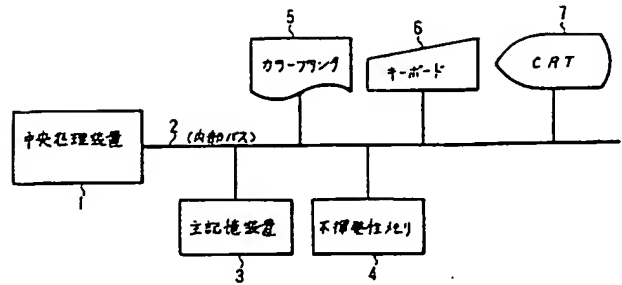 5
カラープリンタ
6
キーボード
7
CRT
中央処理装置
1
2
(内部バス)
主記憶装置
3
不揮発性メモリ
4